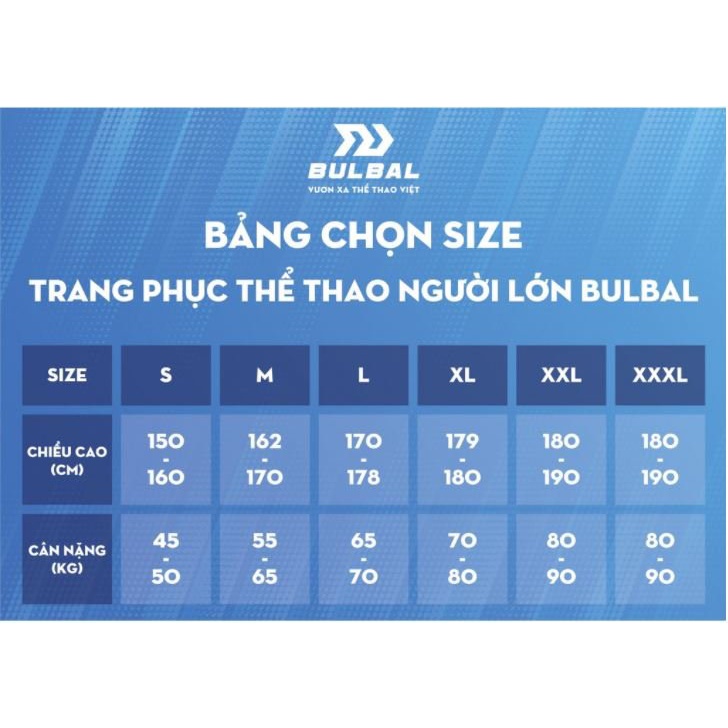 BULBAL
VƯƠN XA THỂ THAO VIỆT
BẢNG CHỌN SIZE
TRANG PHỤC THỂ THAO NGƯỜI LỚN BULBAL
SIZE S M L XL XXL XXXL
CHIỀU CAO (CM) 150 - 160 162 - 170 170 - 178 179 - 180 180 - 190 180 - 190
CÂN NẶNG (KG) 45 - 50 55 - 65 65 - 70 70 - 80 80 - 90 80 - 90